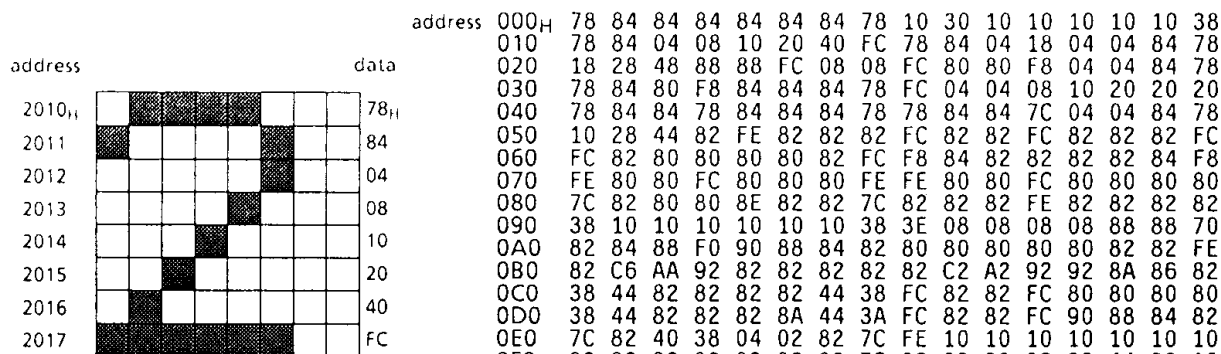 address 000H 78 84 84 84 84 84 84 78 10 30 10 10 10 10 10 38
010 78 84 04 08 10 20 40 FC 78 84 04 18 04 04 84 78
020 18 28 48 88 88 FC 08 08 FC 80 80 F8 04 04 84 78
030 78 84 80 F8 84 84 84 78 FC 04 04 08 10 20 20 20
040 78 84 84 78 84 84 84 78 78 84 84 7C 04 04 84 78
050 10 28 44 82 FE 82 82 82 FC 82 82 FC 82 82 82 FC
060 FC 82 80 80 80 80 82 FC F8 84 82 82 82 82 84 F8
070 FE 80 80 FC 80 80 80 FE FE 80 80 FC 80 80 80 80
080 7C 82 80 80 8E 82 82 7C 82 82 82 FE 82 82 82 82
090 38 10 10 10 10 10 10 38 3E 08 08 08 08 88 88 70
0A0 82 84 88 F0 90 88 84 82 80 80 80 80 80 82 82 FE
0B0 82 C6 AA 92 82 82 82 82 82 C2 A2 92 92 8A 86 82
0C0 38 44 82 82 82 82 44 38 FC 82 82 FC 80 80 80 80
0D0 38 44 82 82 82 8A 44 3A FC 82 82 FC 90 88 84 82
0E0 7C 82 40 38 04 02 82 7C FE 10 10 10 10 10 10 10
address data
2010H 78H
2011 84
2012 04
2013 08
2014 10
2015 20
2016 40
2017 FC